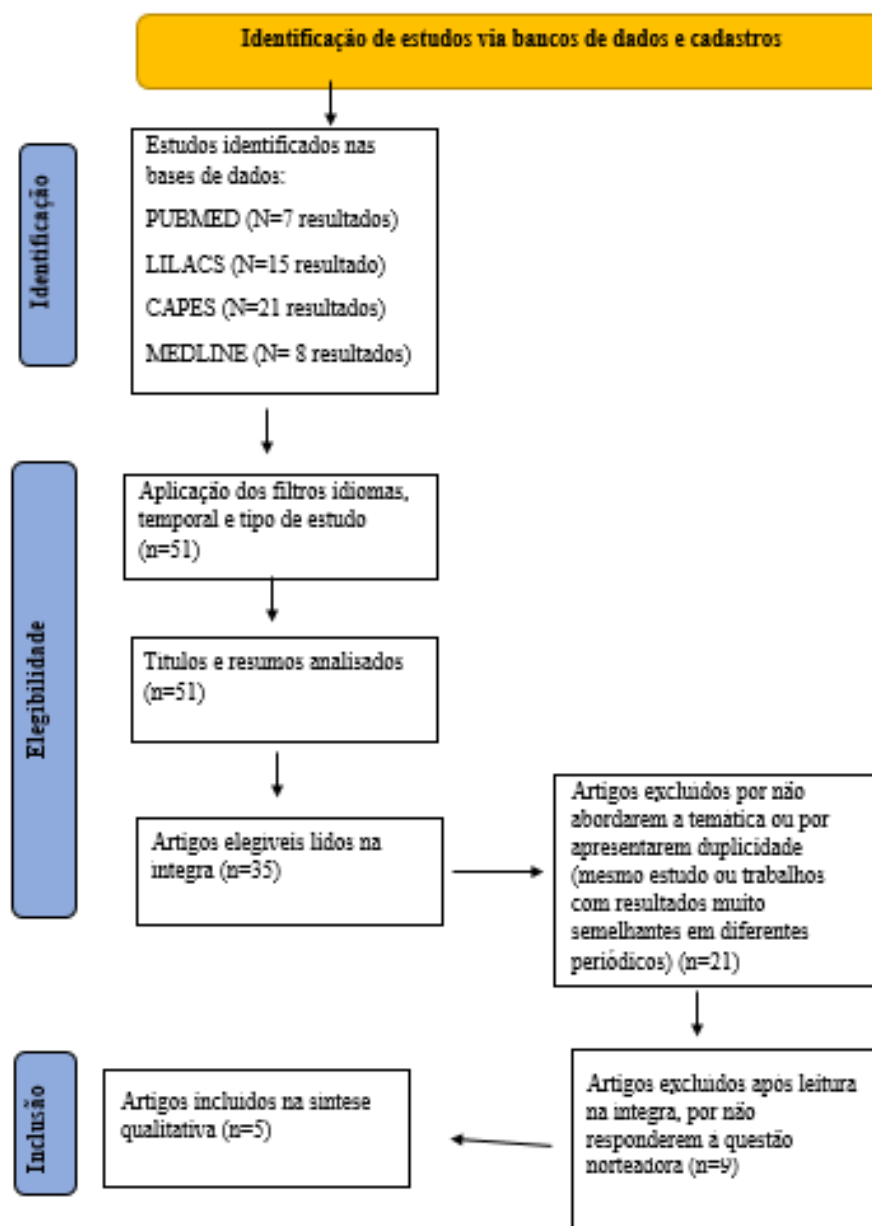 Identificação de estudos via bancos de dados e cadastros
Identificação
Estudos identificados nas
bases de dados:
PUBMED (N=7 resultados)
LILACS (N=15 resultado)
CAPES (N=21 resultados)
MEDLINE (N= 8 resultados)
Elegibilidade
Aplicação dos filtros idiomas,
temporal e tipo de estudo
(n=51)
Titulos e resumos analisados
(n=51)
Artigos elegiveis lidos na
integra (n=35)
Artigos excluidos por não
abordarem a temática ou por
apresentarem duplicidade
(mesmo estudo ou trabalhos
com resultados muito
semelhantes em diferentes
periódicos) (n=21)
Inclusão
Artigos incluidos na sintese
qualitativa (n=5)
Artigos excluidos após leitura
na integra, por não
responderem à questão
norteadora (n=9)